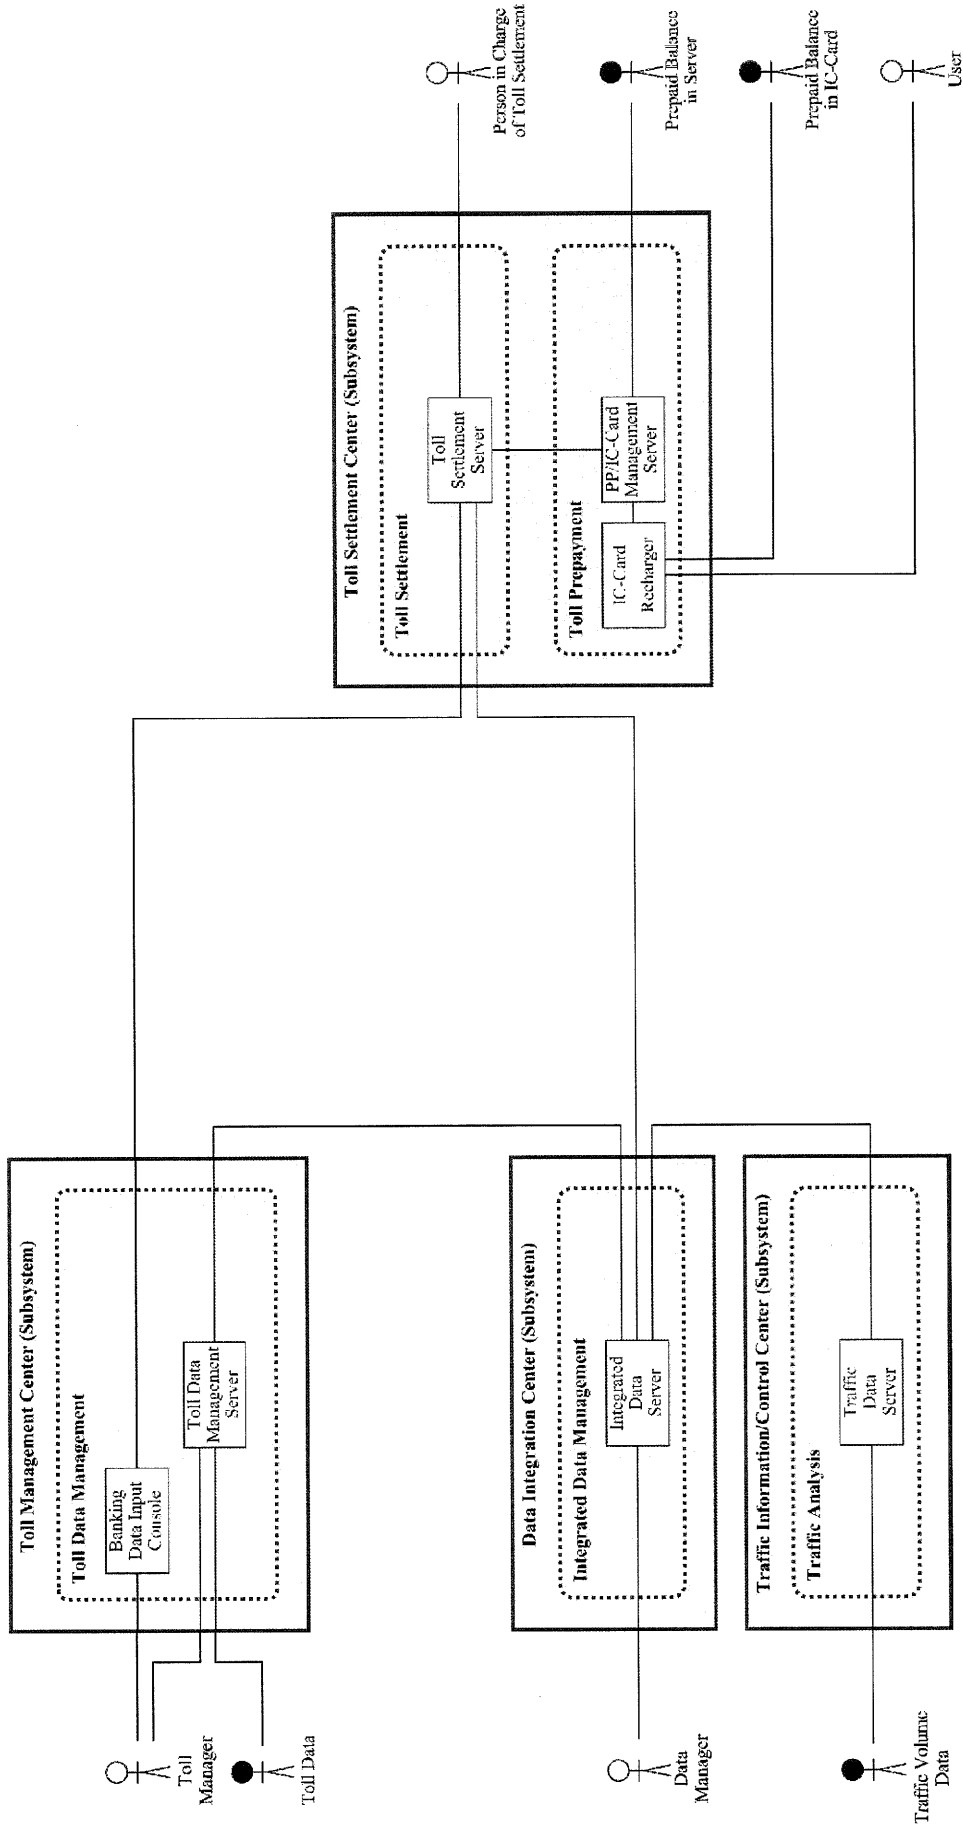 Toll Management Center (Subsystem)
Toll Data Management
Banking
Data Input
Console
Toll Data
Management
Server
Toll
Manager
Toll Data
Data Integration Center (Subsystem)
Integrated Data Management
Integrated
Data
Server
Data
Manager
Traffic Information/Control Center (Subsystem)
Traffic Analysis
Traffic
Data
Server
Traffic Volume
Data
Toll Settlement Center (Subsystem)
Toll Settlement
Toll
Settlement
Server
Toll Prepayment
IC-Card
Recharger
PP/IC-Card
Management
Server
Person in Charge
of Toll Settlement
Prepaid Balance
in Server
Prepaid Balance
in IC-Card
User